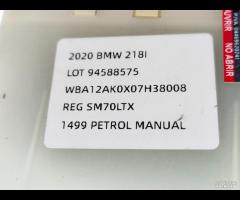 2020 BMW 218I
LOT 94588575
WBA12AK0X07H38008
REG SM70LTX
1499 PETROL MANUAL
NO ABRIR